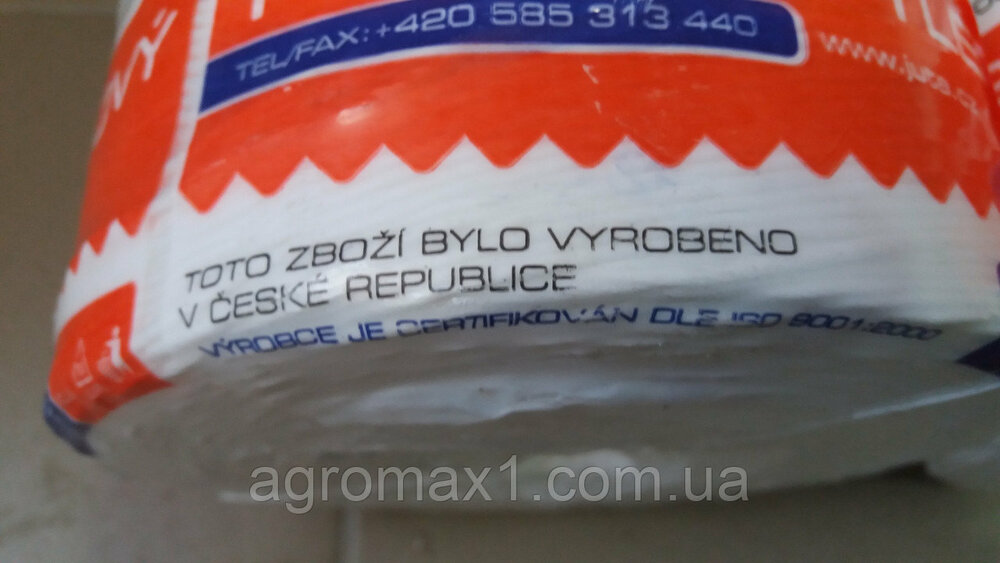 TEL/FAX: +420 585 313 440
TOTO ZBOŽÍ BYLO VYROBENO
V ČESKÉ REPUBLICE
VÝROBCE JE CERTIFIKOVÁN DLE ISO 9001:2000
agromax1.com.ua